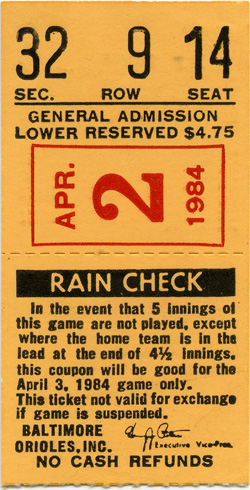 32 9 14
SEC. ROW SEAT
GENERAL ADMISSION
LOWER RESERVED $4.75
APR. 2 1984
RAIN CHECK
In the event that 5 innings of
this game are not played, except
where the home team is in the
lead at the end of 4½ innings,
this coupon will be good for the
April 3, 1984 game only.
This ticket not valid for exchange
if game is suspended.
BALTIMORE
ORIOLES, INC. Executive Vice-Pres.
NO CASH REFUNDS